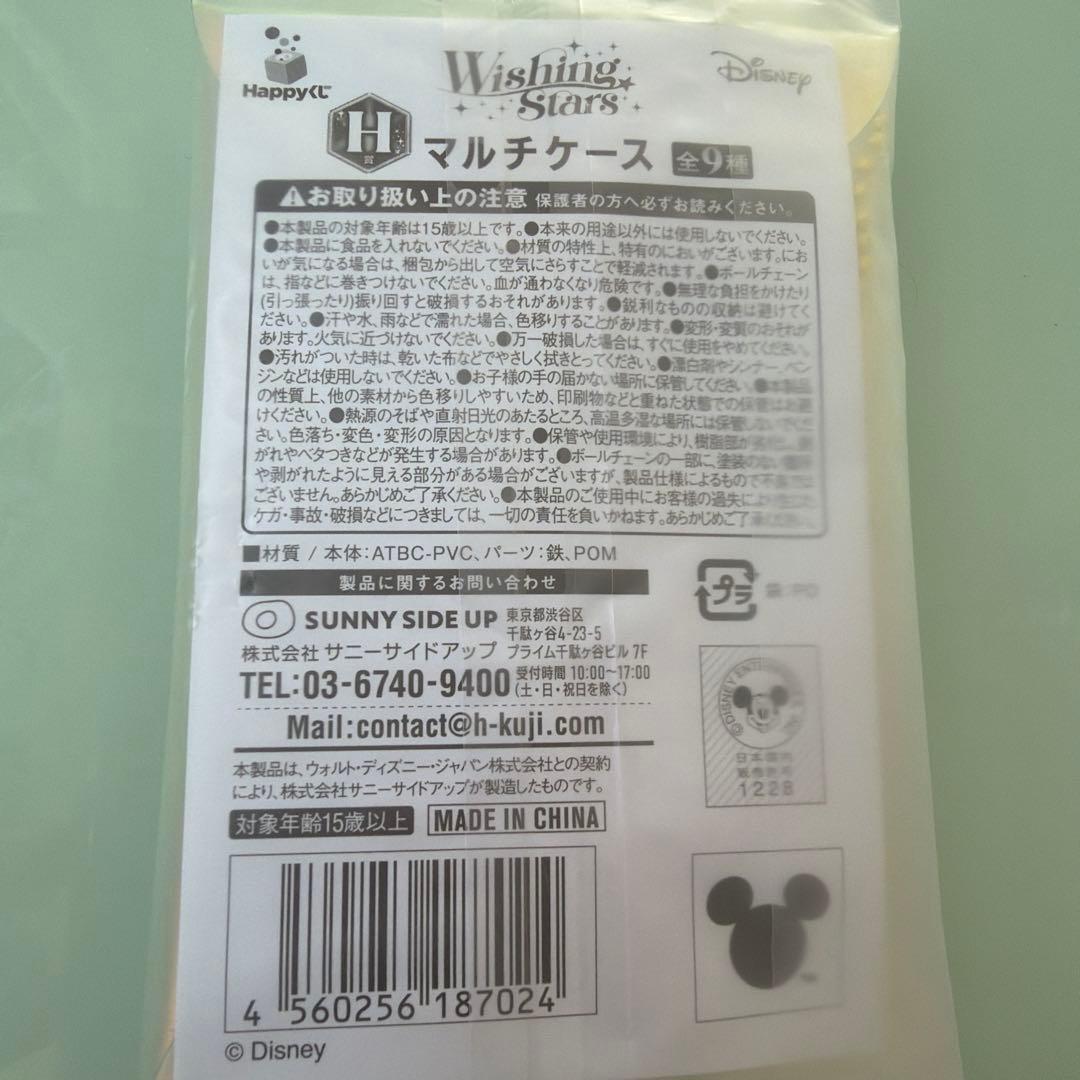 Happyくじ
Wishing Stars
Disney
H賞 マルチケース 全9種
お取り扱い上の注意 保護者の方へ必ずお読みください。
●本製品の対象年齢は15歳以上です。●本来の用途以外には使用しないでください。
●本製品に食品を入れないでください。●材質の特性上、特有のにおいがございます。にお
いが気になる場合は、梱包から出して空気にさらすことで軽減されます。●ボールチェーン
は、指などに巻きつけないでください。血が通わなくなり危険です。●無理な負担をかけたり
(引っ張ったり)振り回すと破損するおそれがあります。●鋭利なものの収納は避けてく
ださい。●汗や水、雨などで濡れた場合、色移りすることがあります。●変形・変質のおそれが
あります。火気に近づけないでください。●万一破損した場合は、すぐに使用をやめてください。
●汚れがついた時は、乾いた布などでやさしく拭きとってください。●漂白剤やシンナー、ベン
ジンなどは使用しないでください。●お子様の手の届かない場所に保管してください。●本製品
の性質上、他の素材から色移りしやすいため、印刷物などと重ねた状態での保管はお避
けください。●熱源のそばや直射日光のあたるところ、高温多湿な場所には保管しないでくだ
さい。色落ち・変色・変形の原因となります。●保管や使用環境により、樹脂部が
がれやベタつきなどが発生する場合があります。●ボールチェーンの一部に、塗装のない
や剥がれたように見える部分がある場合がございますが、製品仕様によるもので
ございません。あらかじめご了承ください。●本製品のご使用中にお客様の過失により
ケガ・事故・破損などにつきましては、一切の責任を負いかねます。あらかじめご了承ください。
■材質 / 本体:ATBC-PVC、パーツ:鉄、POM
製品に関するお問い合わせ
プラ
SUNNY SIDE UP 東京都渋谷区
千駄ヶ谷4-23-5
株式会社 サニーサイドアップ プライム千駄ヶ谷ビル 7F
TEL:03-6740-9400 受付時間 10:00〜17:00
(土・日・祝日を除く)
Mail:contact@h-kuji.com
本製品は、ウォルト・ディズニー・ジャパン株式会社との契約
により、株式会社サニーサイドアップが製造したものです。
対象年齢15歳以上 MADE IN CHINA
©DISNEY
日本国内
販売許可
1228
4 560256 187024
© Disney